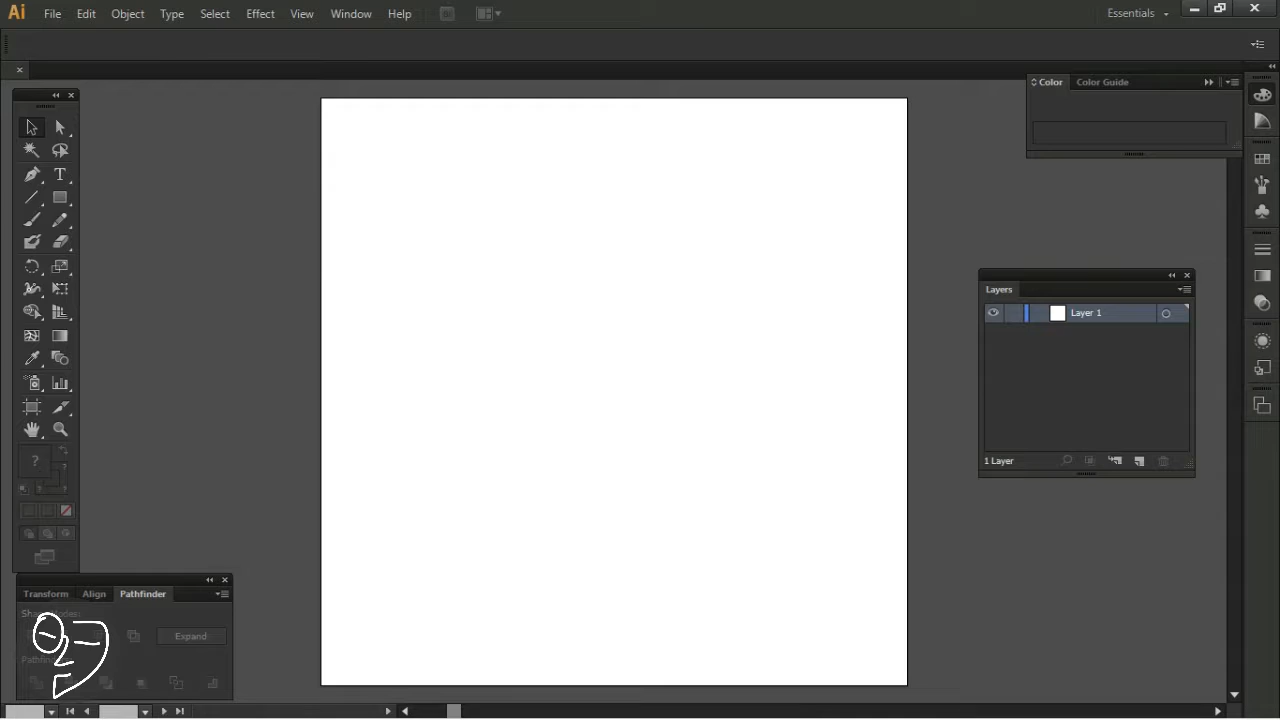 Ai File Edit Object Type Select Effect View Window Help Br Essentials
Color Color Guide
T
Layers
Layer 1
1 Layer
?
? ?
Transform Align Pathfinder
Expand